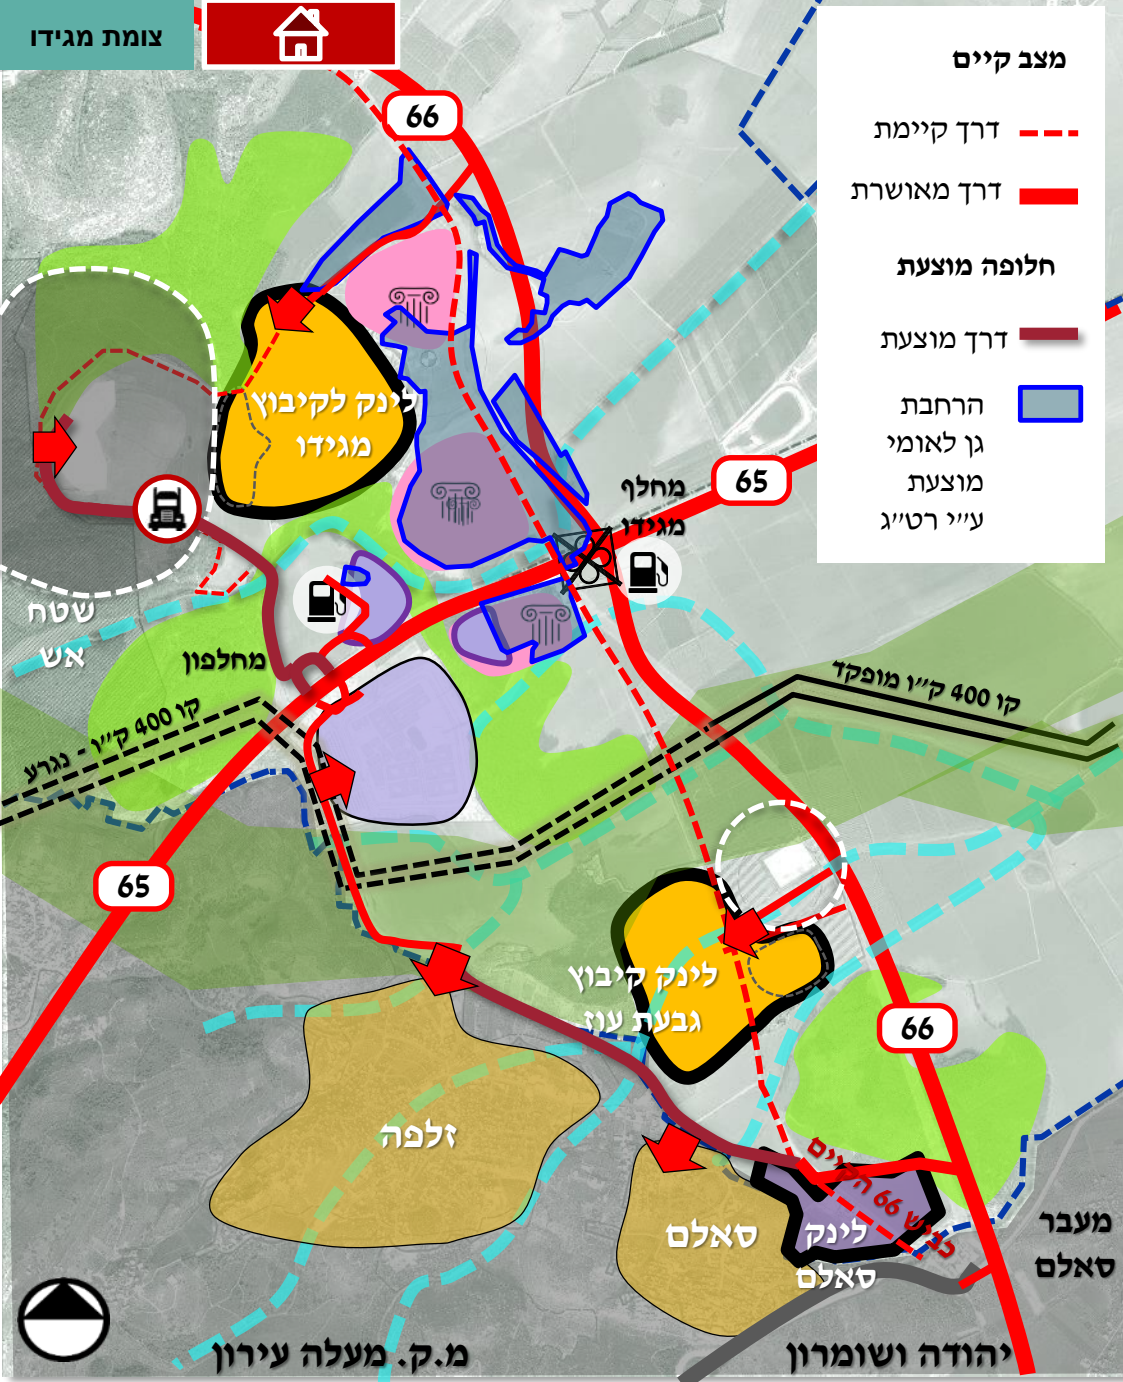 צומת מגידו
66
מצב קיים
דרך קיימת
דרך מאושרת
חלופה מוצעת
דרך מוצעת
הרחבת
גן לאומי
מוצעת
ע״י רט״ג
לינק לקיבוץ
מגידו
65
מחלף
מגידו
שטח
אש
מחלפון
קו 400 ק״ו מופקד
קו 400 ק״ו - נגרע
65
לינק קיבוץ
גבעת עוז
66
זלפה
כביש 66 הקיים
סאלם
לינק
סאלם
מעבר
סאלם
מ.ק. מעלה עירון
יהודה ושומרון